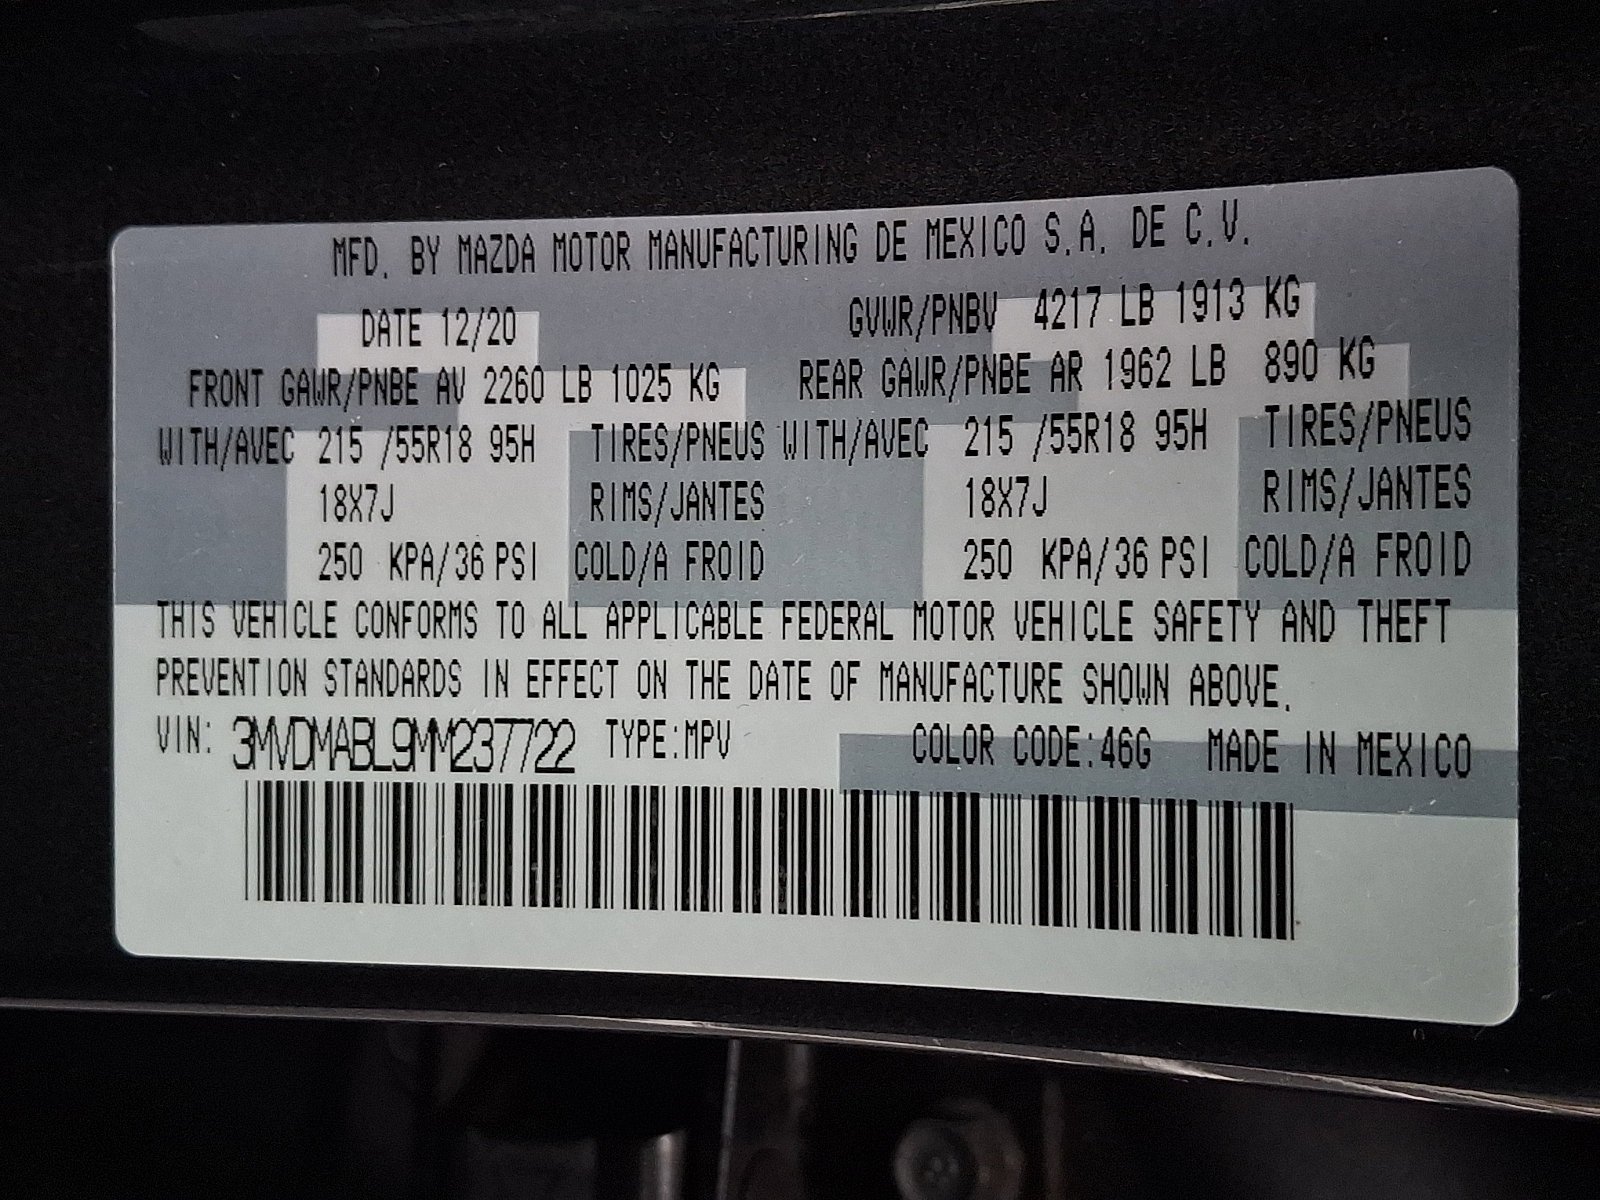 MFD. BY MAZDA MOTOR MANUFACTURING DE MEXICO S.A. DE C.V.
DATE 12/20 GVWR/PNBV 4217 LB 1913 KG
FRONT GAWR/PNBE AV 2260 LB 1025 KG REAR GAWR/PNBE AR 1962 LB 890 KG
WITH/AVEC 215 /55R18 95H TIRES/PNEUS WITH/AVEC 215 /55R18 95H TIRES/PNEUS
18X7J RIMS/JANTES 18X7J RIMS/JANTES
250 KPA/36 PSI COLD/A FROID 250 KPA/36 PSI COLD/A FROID
THIS VEHICLE CONFORMS TO ALL APPLICABLE FEDERAL MOTOR VEHICLE SAFETY AND THEFT
PREVENTION STANDARDS IN EFFECT ON THE DATE OF MANUFACTURE SHOWN ABOVE.
VIN: 3MVDMABL9MM237722 TYPE:MPV COLOR CODE:46G MADE IN MEXICO